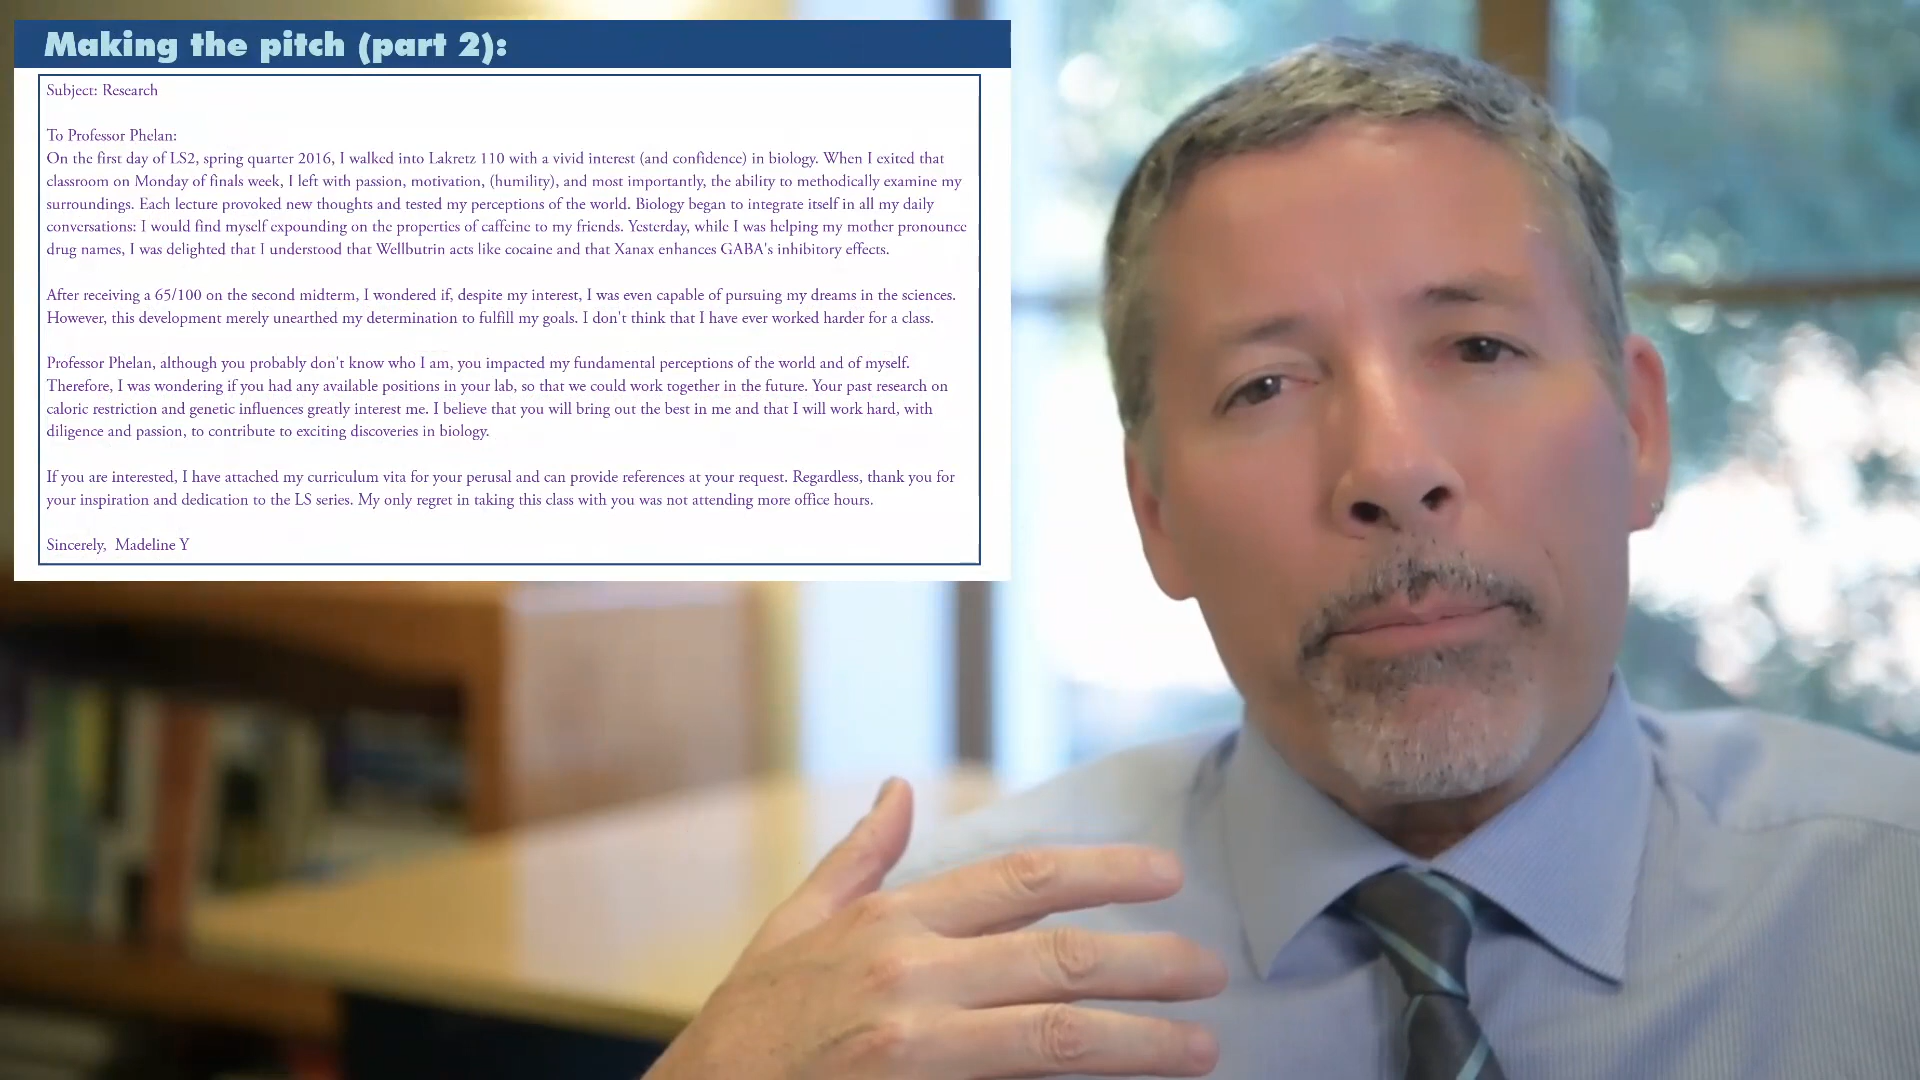 Making the pitch (part 2):
Subject: Research
To Professor Phelan:
On the first day of LS2, spring quarter 2016, I walked into Lakretz 110 with a vivid interest (and confidence) in biology. When I exited that
classroom on Monday of finals week, I left with passion, motivation, (humility), and most importantly, the ability to methodically examine my
surroundings. Each lecture provoked new thoughts and tested my perceptions of the world. Biology began to integrate itself in all my daily
conversations: I would find myself expounding on the properties of caffeine to my friends. Yesterday, while I was helping my mother pronounce
drug names, I was delighted that I understood that Wellbutrin acts like cocaine and that Xanax enhances GABA's inhibitory effects.
After receiving a 65/100 on the second midterm, I wondered if, despite my interest, I was even capable of pursuing my dreams in the sciences.
However, this development merely unearthed my determination to fulfill my goals. I don't think that I have ever worked harder for a class.
Professor Phelan, although you probably don't know who I am, you impacted my fundamental perceptions of the world and of myself.
Therefore, I was wondering if you had any available positions in your lab, so that we could work together in the future. Your past research on
caloric restriction and genetic influences greatly interest me. I believe that you will bring out the best in me and that I will work hard, with
diligence and passion, to contribute to exciting discoveries in biology.
If you are interested, I have attached my curriculum vita for your perusal and can provide references at your request. Regardless, thank you for
your inspiration and dedication to the LS series. My only regret in taking this class with you was not attending more office hours.
Sincerely, Madeline Y